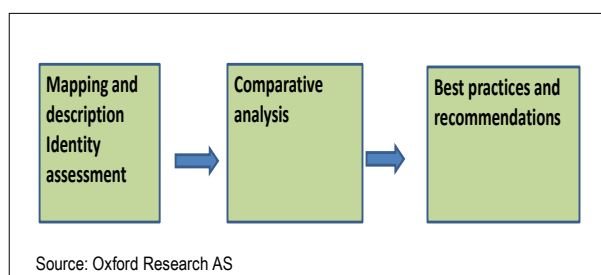 Mapping and
description
Identity
assessment
Comparative
analysis
Best practices and
recommendations
Source: Oxford Research AS